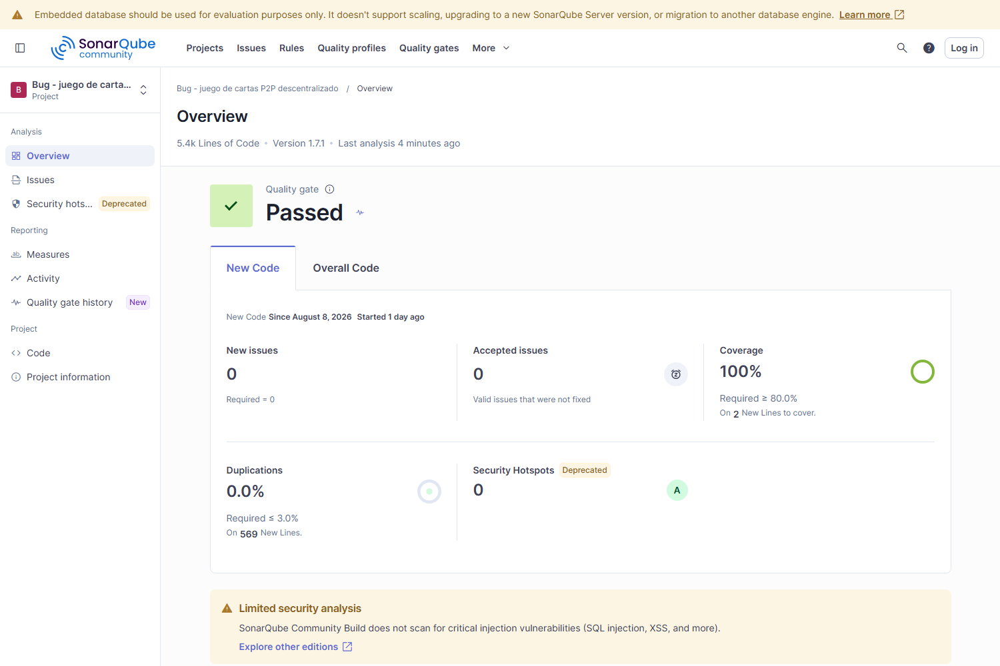 Embedded database should be used for evaluation purposes only. It doesn't support scaling, upgrading to a new SonarQube Server version, or migration to another database engine. Learn more
SonarQube community
Projects Issues Rules Quality profiles Quality gates More
? Log in
B Bug - juego de carta...
Project
Bug - juego de cartas P2P descentralizado / Overview
Overview
5.4k Lines of Code • Version 1.7.1 • Last analysis 4 minutes ago
Analysis
Overview
Issues
Security hots... Deprecated
Reporting
Measures
Activity
Quality gate history New
Project
Code
Project information
Quality gate
Passed
New Code Overall Code
New Code Since August 8, 2026 Started 1 day ago
New issues
0
Required = 0
Accepted issues
0
Valid issues that were not fixed
Coverage
100%
Required ≥ 80.0%
On 2 New Lines to cover.
Duplications
0.0%
Required ≤ 3.0%
On 569 New Lines.
Security Hotspots Deprecated
0
A
Limited security analysis
SonarQube Community Build does not scan for critical injection vulnerabilities (SQL injection, XSS, and more).
Explore other editions